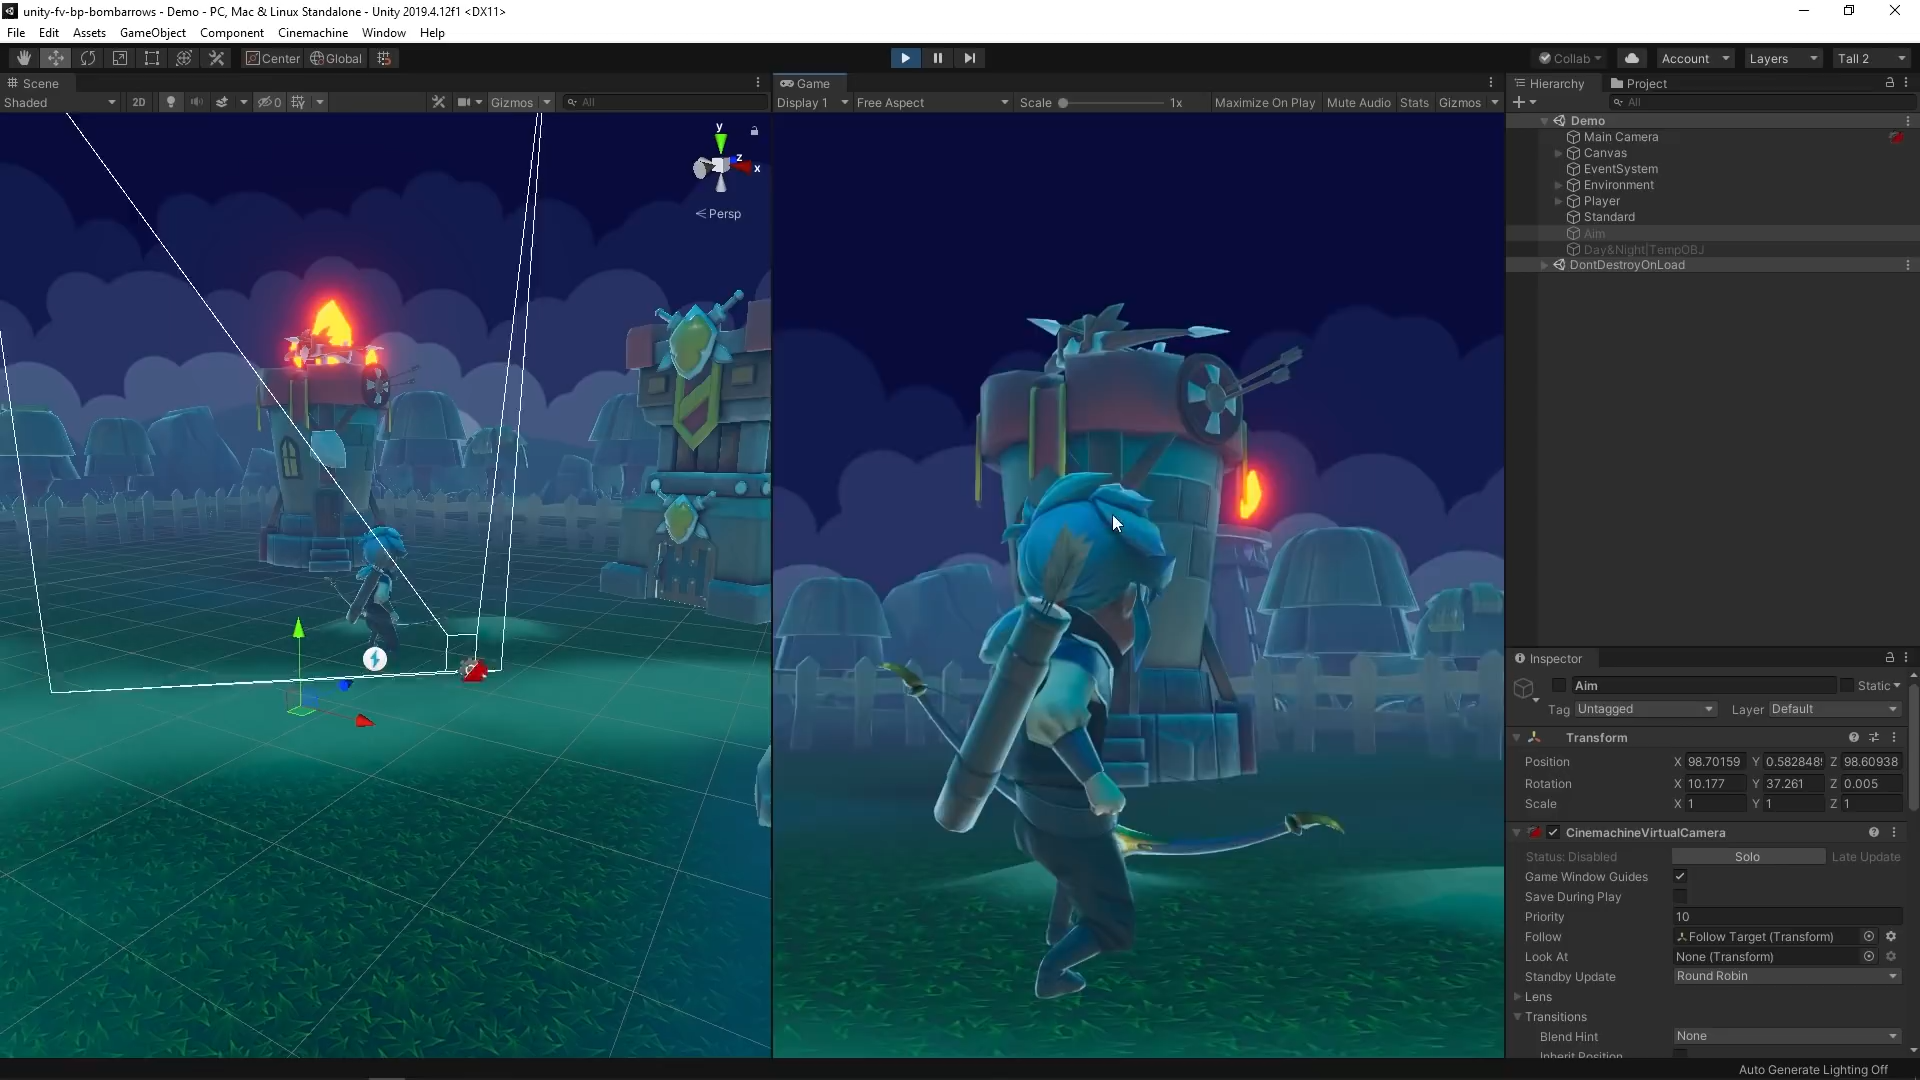 unity-fv-bp-bombarrows - Demo - PC, Mac & Linux Standalone - Unity 2019.4.12f1 <DX11>
File Edit Assets GameObject Component Cinemachine Window Help
Center Global Collab Account Layers Tall 2
Scene
Shaded 2D 0 Gizmos All
y
z
x
Persp
Game
Display 1 Free Aspect Scale 1x Maximize On Play Mute Audio Stats Gizmos
Hierarchy Project
All
Demo
Main Camera
Canvas
EventSystem
Environment
Player
Standard
Aim
Day&Night|TempOBJ
DontDestroyOnLoad
Inspector
Aim Static
Tag Untagged Layer Default
Transform
Position X 98.70159 Y 0.582848 Z 98.60938
Rotation X 10.177 Y 37.261 Z 0.005
Scale X 1 Y 1 Z 1
CinemachineVirtualCamera
Status: Disabled Solo Late Update
Game Window Guides
Save During Play
Priority 10
Follow Follow Target (Transform)
Look At None (Transform)
Standby Update Round Robin
Lens
Transitions
Blend Hint None
Inherit Position
Auto Generate Lighting Off